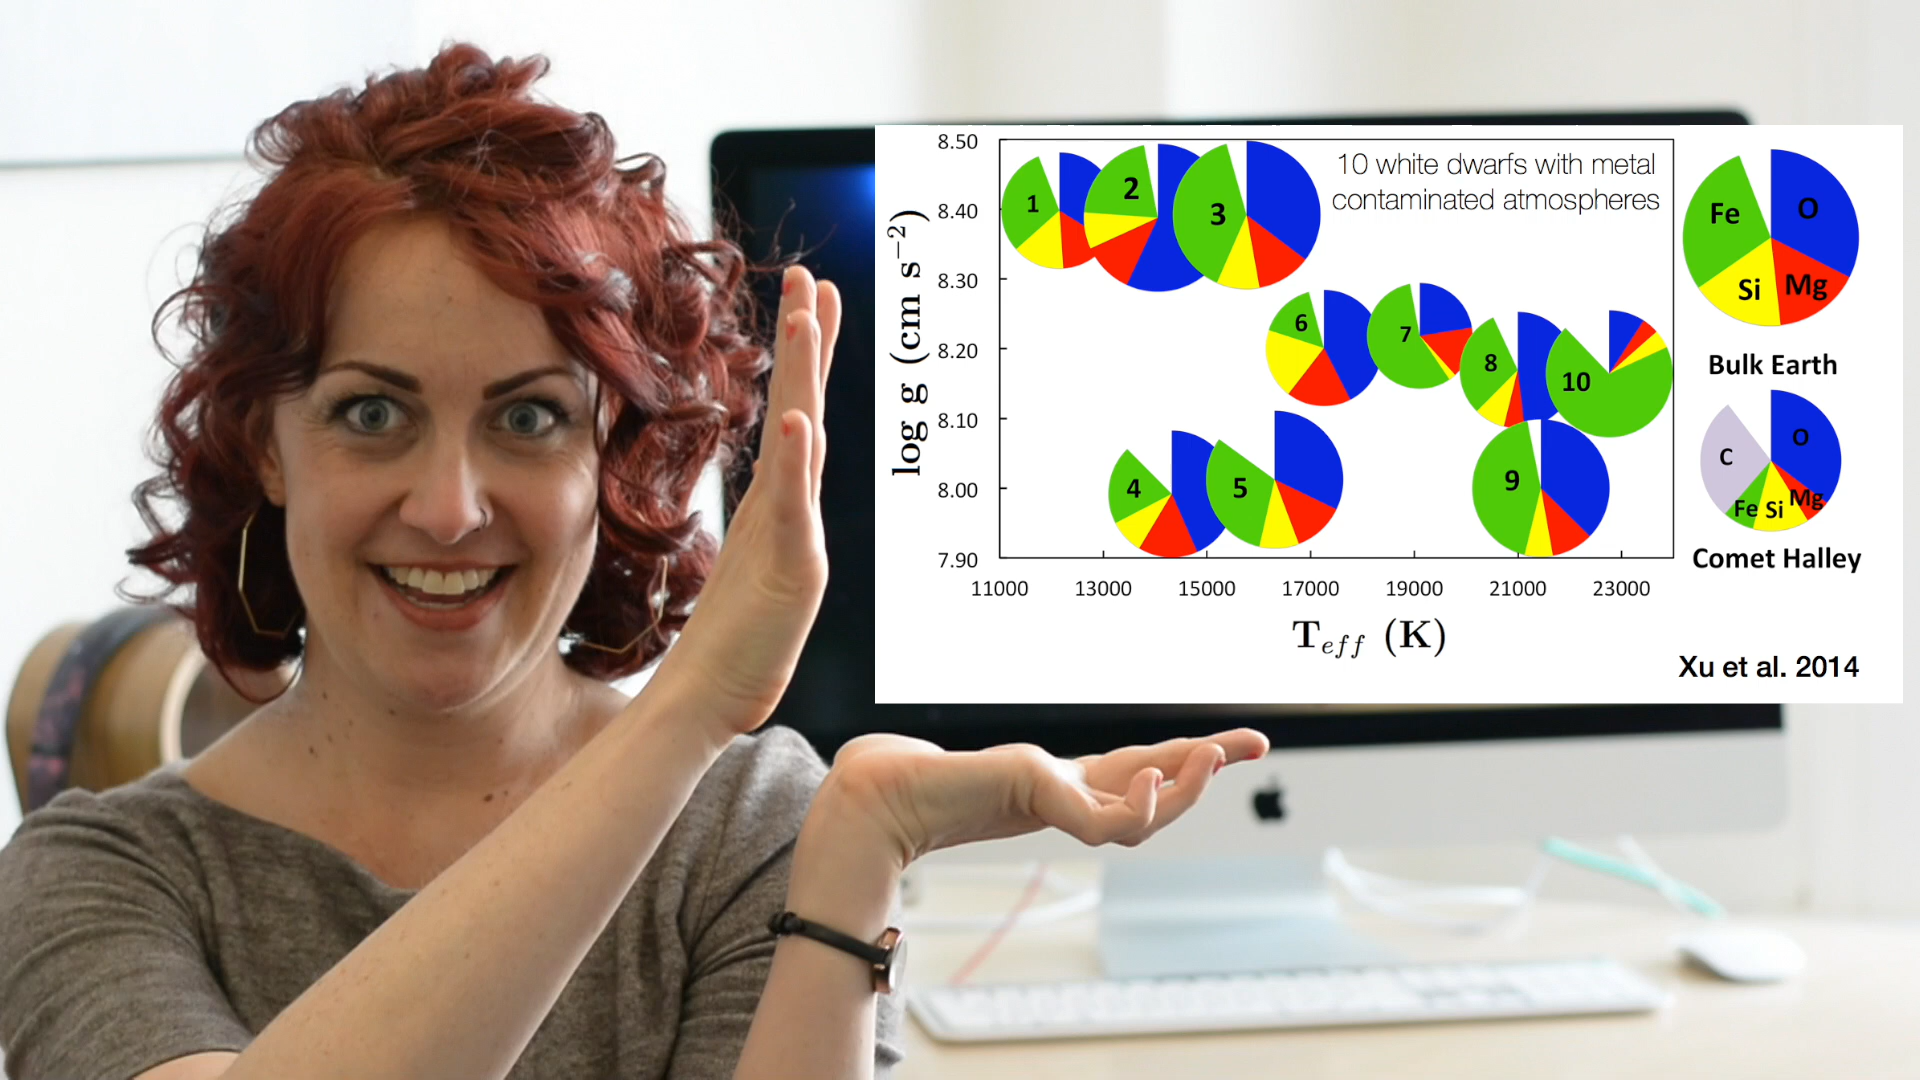 10 white dwarfs with metal
contaminated atmospheres
log g (cm s⁻²)
8.50
8.40
8.30
8.20
8.10
8.00
7.90
1
2
3
6
7
8
10
4
5
9
11000 13000 15000 17000 19000 21000 23000
T_eff (K)
Fe O
Si Mg
Bulk Earth
C O
Fe Si Mg
Comet Halley
Xu et al. 2014